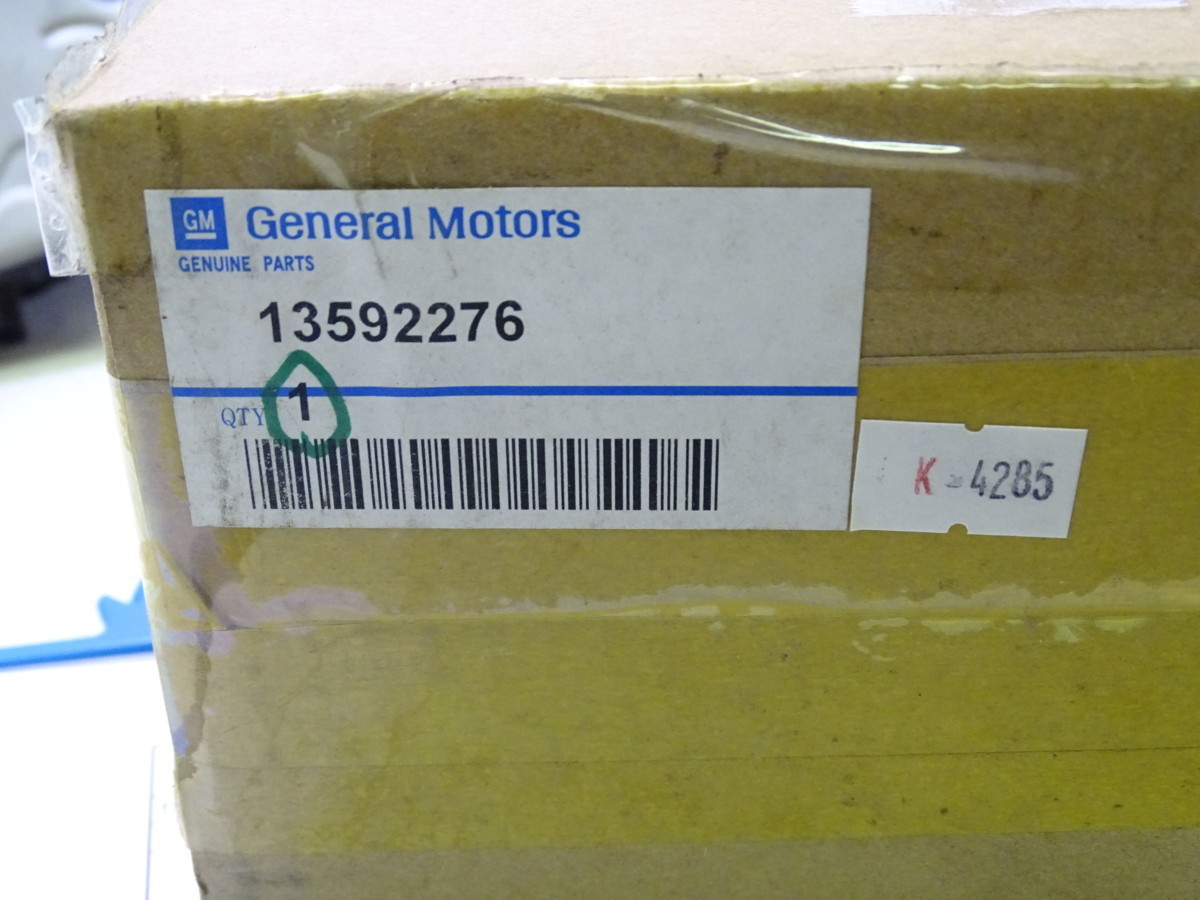 GM General Motors
GENUINE PARTS
13592276
QTY 1
K 4285